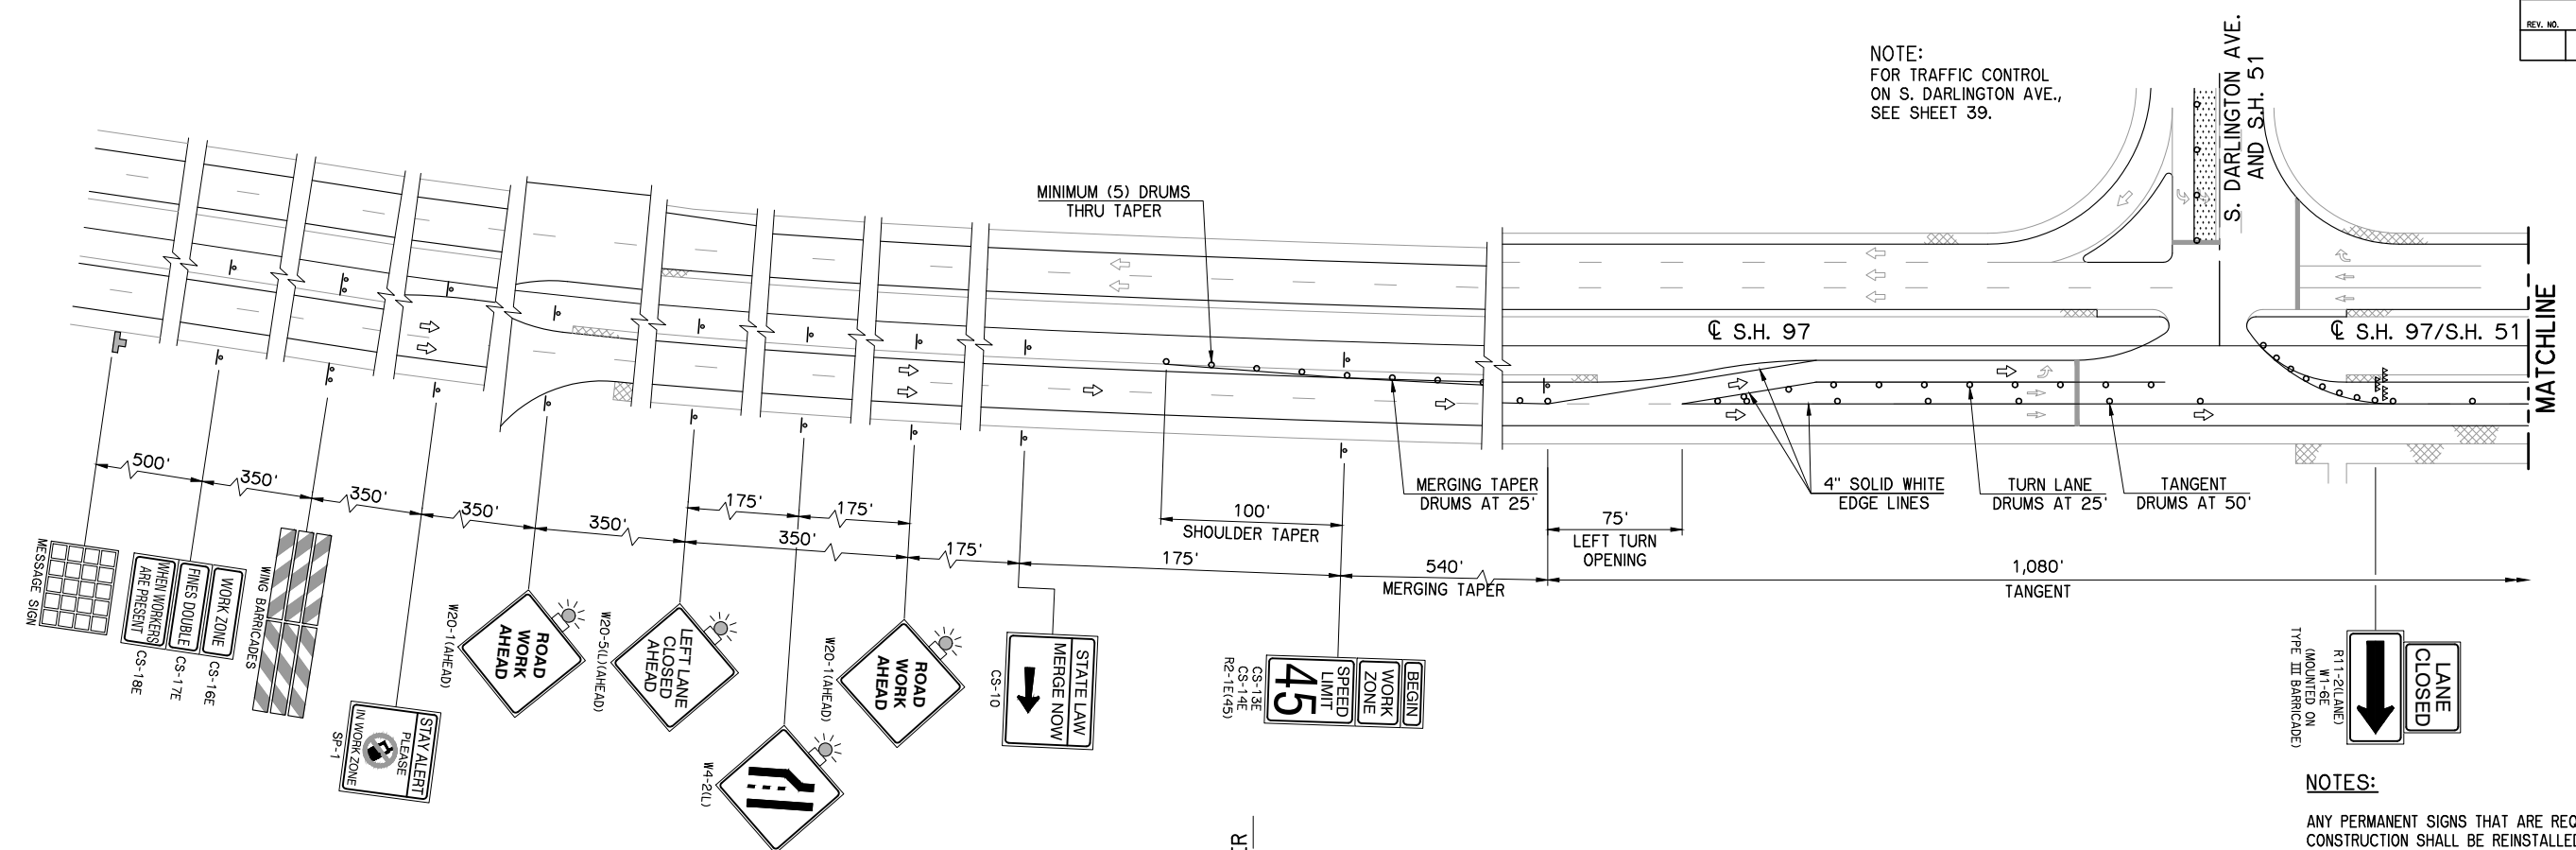 REV. NO.
NOTE:
FOR TRAFFIC CONTROL
ON S. DARLINGTON AVE.,
SEE SHEET 39.
S. DARLINGTON AVE.
AND S.H. 51
MINIMUM (5) DRUMS
THRU TAPER
℄ S.H. 97
℄ S.H. 97/S.H. 51
MATCHLINE
MERGING TAPER
DRUMS AT 25'
4" SOLID WHITE
EDGE LINES
TURN LANE
DRUMS AT 25'
TANGENT
DRUMS AT 50'
500'
350'
350'
350'
350'
175'
175'
350'
175'
100'
SHOULDER TAPER
175'
540'
MERGING TAPER
75'
LEFT TURN
OPENING
1,080'
TANGENT
MESSAGE SIGN
WORK ZONE
FINES DOUBLE
WHEN WORKERS
ARE PRESENT
CS-16E
CS-17E
CS-18E
WING BARRICADES
STAY ALERT
PLEASE
IN WORK ZONE
SP-1
ROAD
WORK
AHEAD
W20-1(AHEAD)
LEFT LANE
CLOSED
AHEAD
W20-5(L)(AHEAD)
W4-2(L)
ROAD
WORK
AHEAD
W20-1(AHEAD)
STATE LAW
MERGE NOW
CS-10
BEGIN
WORK
ZONE
SPEED
LIMIT
45
CS-13E
CS-14E
R2-1E(45)
LANE
CLOSED
R11-2(LANE)
W1-6E
(MOUNTED ON
TYPE III BARRICADE)
NOTES:
ANY PERMANENT SIGNS THAT ARE REQ
CONSTRUCTION SHALL BE REINSTALLED
ER